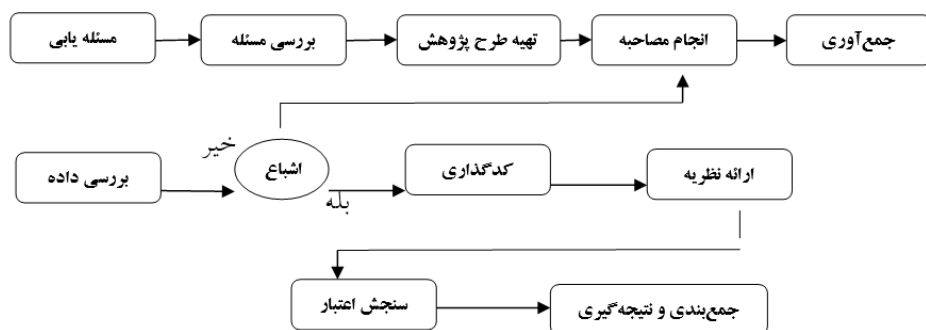 مسئله یابی
بررسی مسئله
تهیه طرح پژوهش
انجام مصاحبه
جمع‌آوری
بررسی داده
خیر
اشباع
بله
کدگذاری
ارائه نظریه
سنجش اعتبار
جمع‌بندی و نتیجه‌گیری